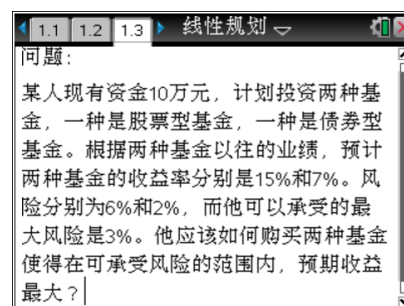 1.1 1.2 1.3 线性规划
问题:
某人现有资金10万元，计划投资两种基
金，一种是股票型基金，一种是债券型
基金。根据两种基金以往的业绩，预计
两种基金的收益率分别是15%和7%。风
险分别为6%和2%，而他可以承受的最
大风险是3%。他应该如何购买两种基金
使得在可承受风险的范围内，预期收益
最大？